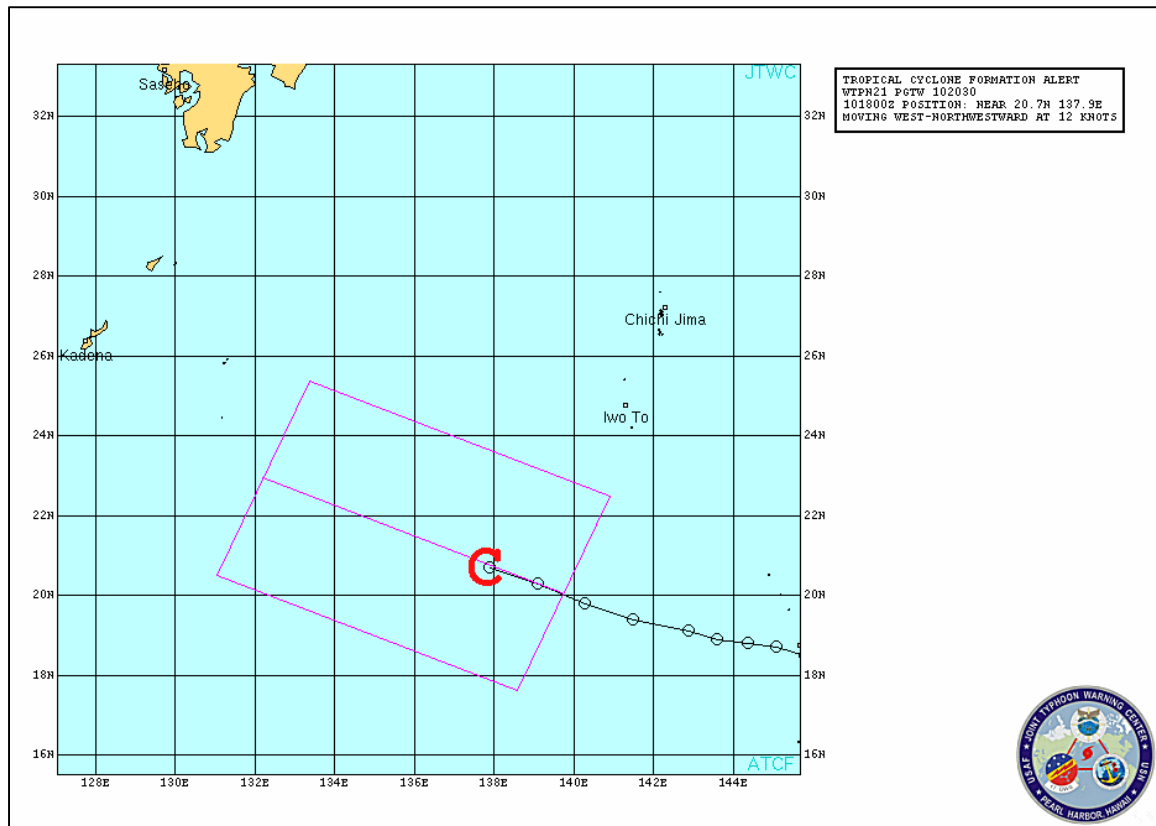 JTWC
Sasebo
32N 32N
30N 30N
28N 28N
Chichi Jima
26N 26N
Kadena
24N 24N
Iwo To
22N 22N
C
20N 20N
18N 18N
16N 16N
ATCF
128E 130E 132E 134E 136E 138E 140E 142E 144E
TROPICAL CYCLONE FORMATION ALERT
WTPN21 PGTW 102030
101800Z POSITION: NEAR 20.7N 137.9E
MOVING WEST-NORTHWESTWARD AT 12 KNOTS
JOINT TYPHOON WARNING CENTER
USAF
USN
PEARL HARBOR, HAWAII